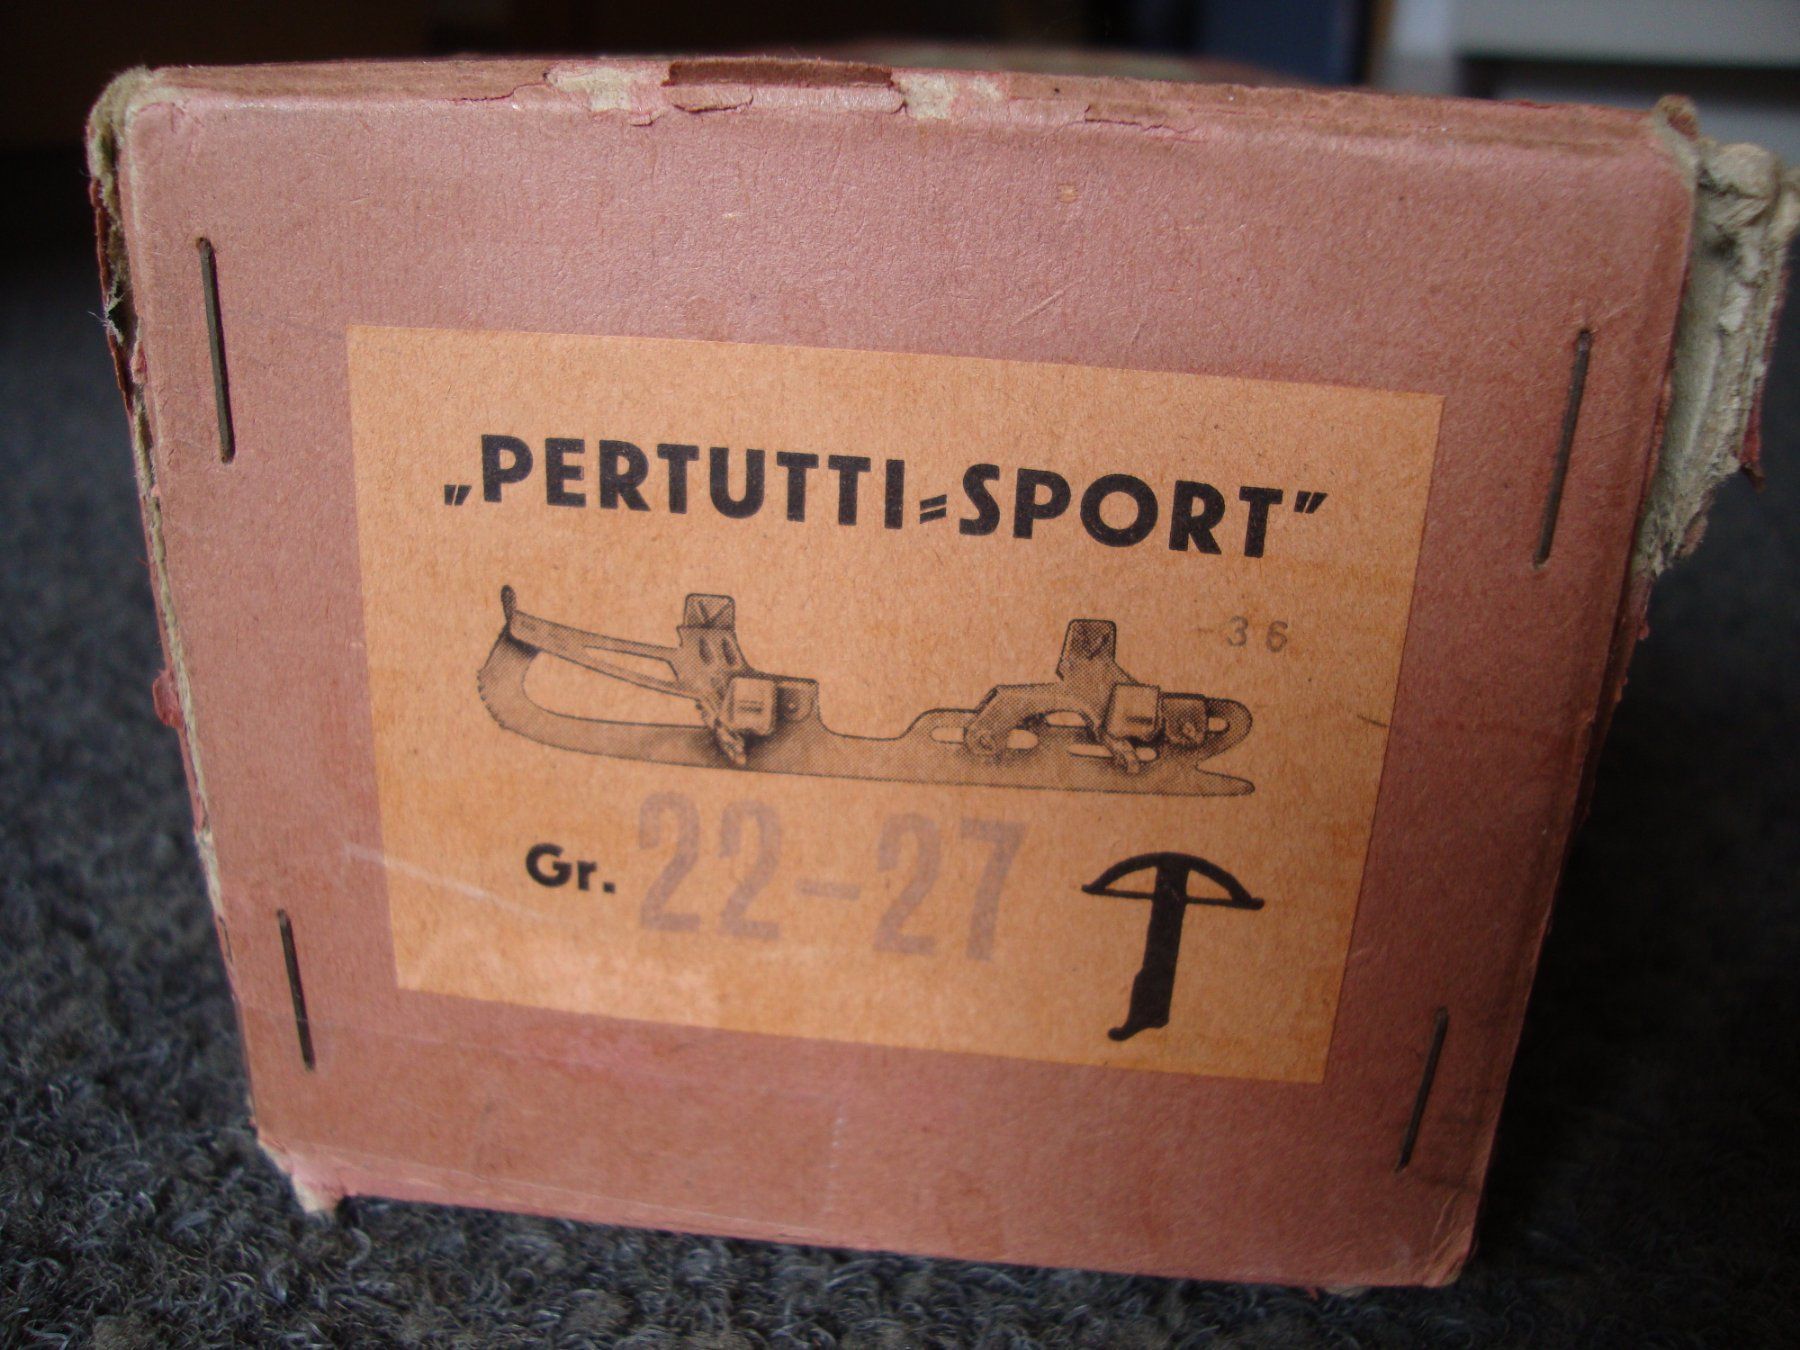 „PERTUTTI=SPORT”
36
Gr. 22-27